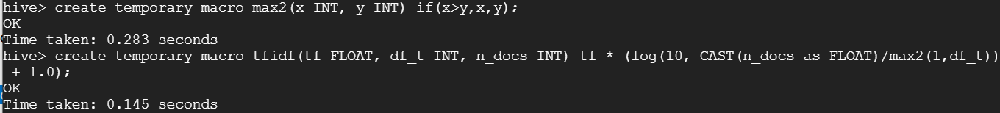 hive> create temporary macro max2(x INT, y INT) if(x>y,x,y);
OK
Time taken: 0.283 seconds
hive> create temporary macro tfidf(tf FLOAT, df_t INT, n_docs INT) tf * (log(10, CAST(n_docs as FLOAT)/max2(1,df_t))
 + 1.0);
OK
Time taken: 0.145 seconds